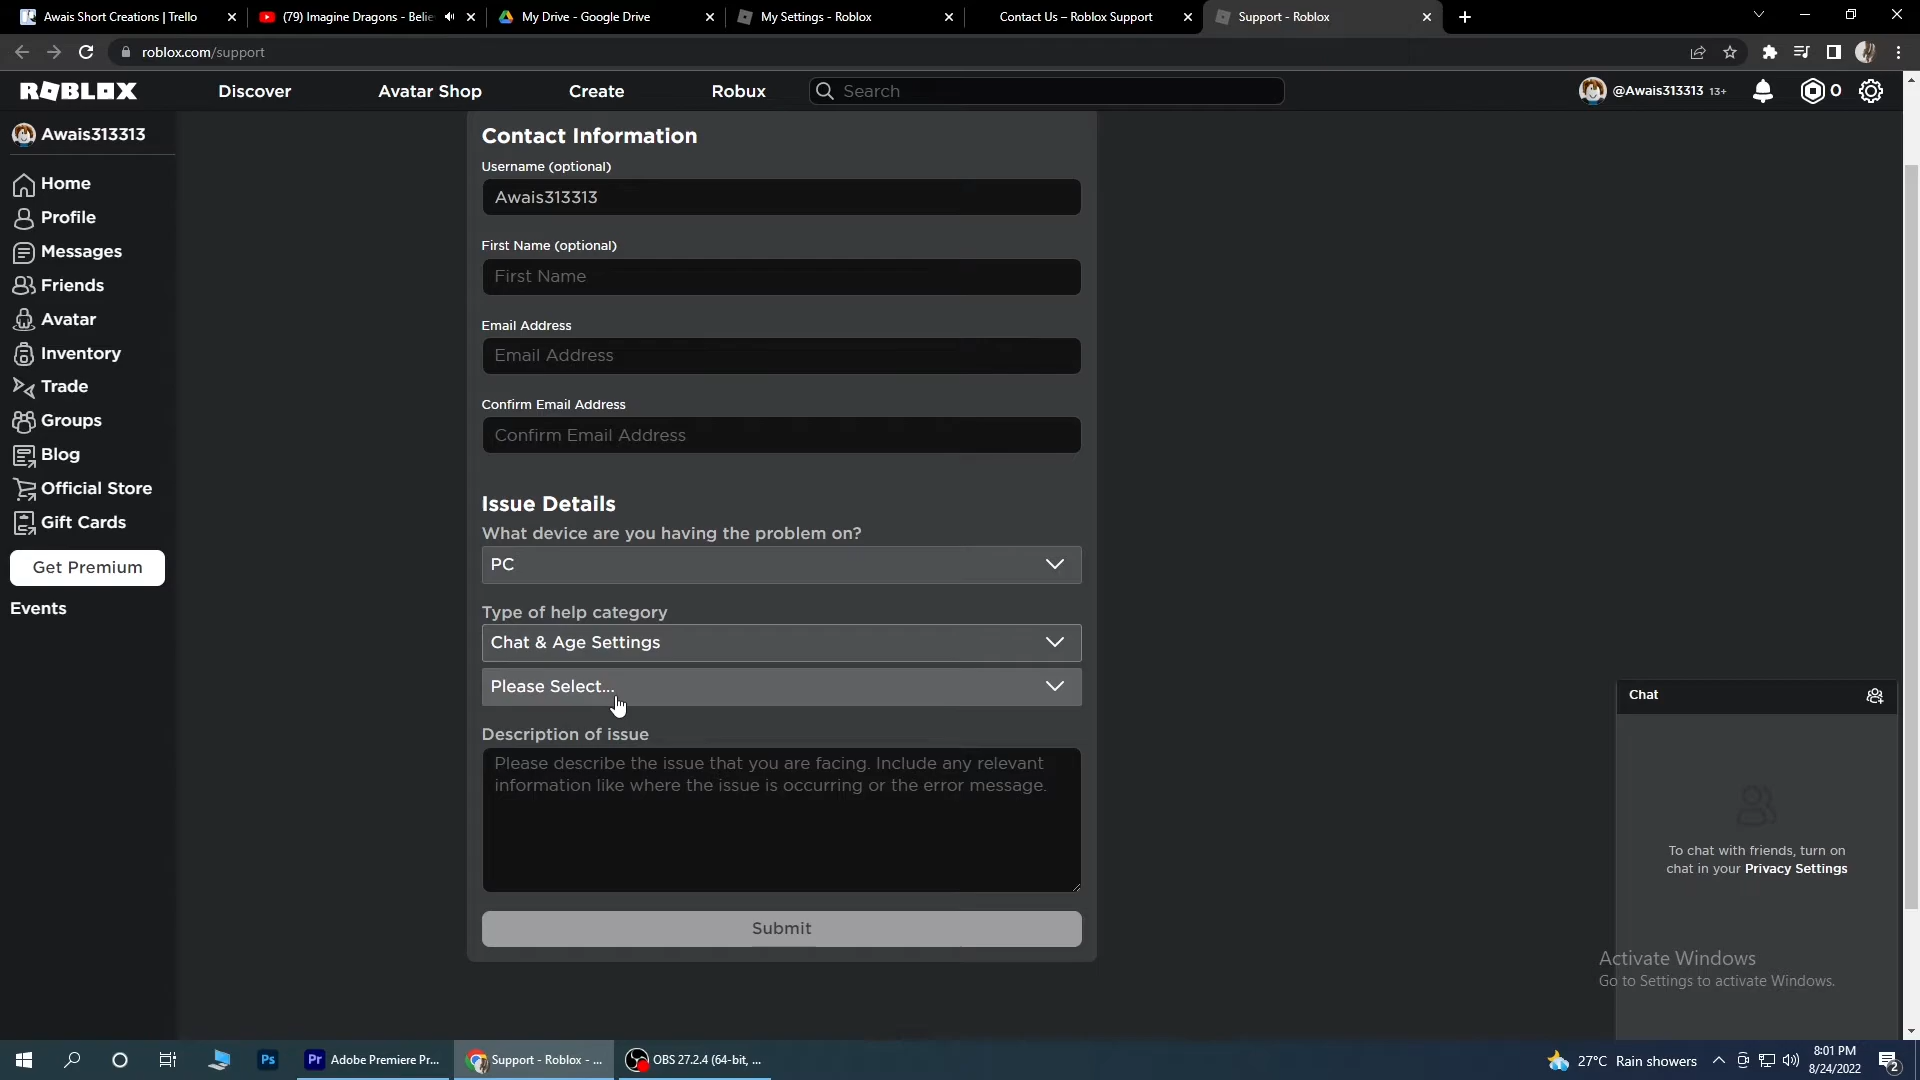 Awais Short Creations | Trello
(79) Imagine Dragons - Belie
My Drive - Google Drive
My Settings - Roblox
Contact Us – Roblox Support
Support - Roblox
roblox.com/support
ROBLOX
Discover
Avatar Shop
Create
Robux
Search
@Awais313313 13+
0
Awais313313
Home
Profile
Messages
Friends
Avatar
Inventory
Trade
Groups
Blog
Official Store
Gift Cards
Get Premium
Events
Contact Information
Username (optional)
Awais313313
First Name (optional)
First Name
Email Address
Email Address
Confirm Email Address
Confirm Email Address
Issue Details
What device are you having the problem on?
PC
Type of help category
Chat & Age Settings
Please Select...
Description of issue
Please describe the issue that you are facing. Include any relevant
information like where the issue is occurring or the error message.
Submit
Chat
To chat with friends, turn on
chat in your Privacy Settings
Activate Windows
Go to Settings to activate Windows.
Ps
Pr
Adobe Premiere Pr...
Support - Roblox - ...
OBS 27.2.4 (64-bit, ...
27°C Rain showers
8:01 PM
8/24/2022
2